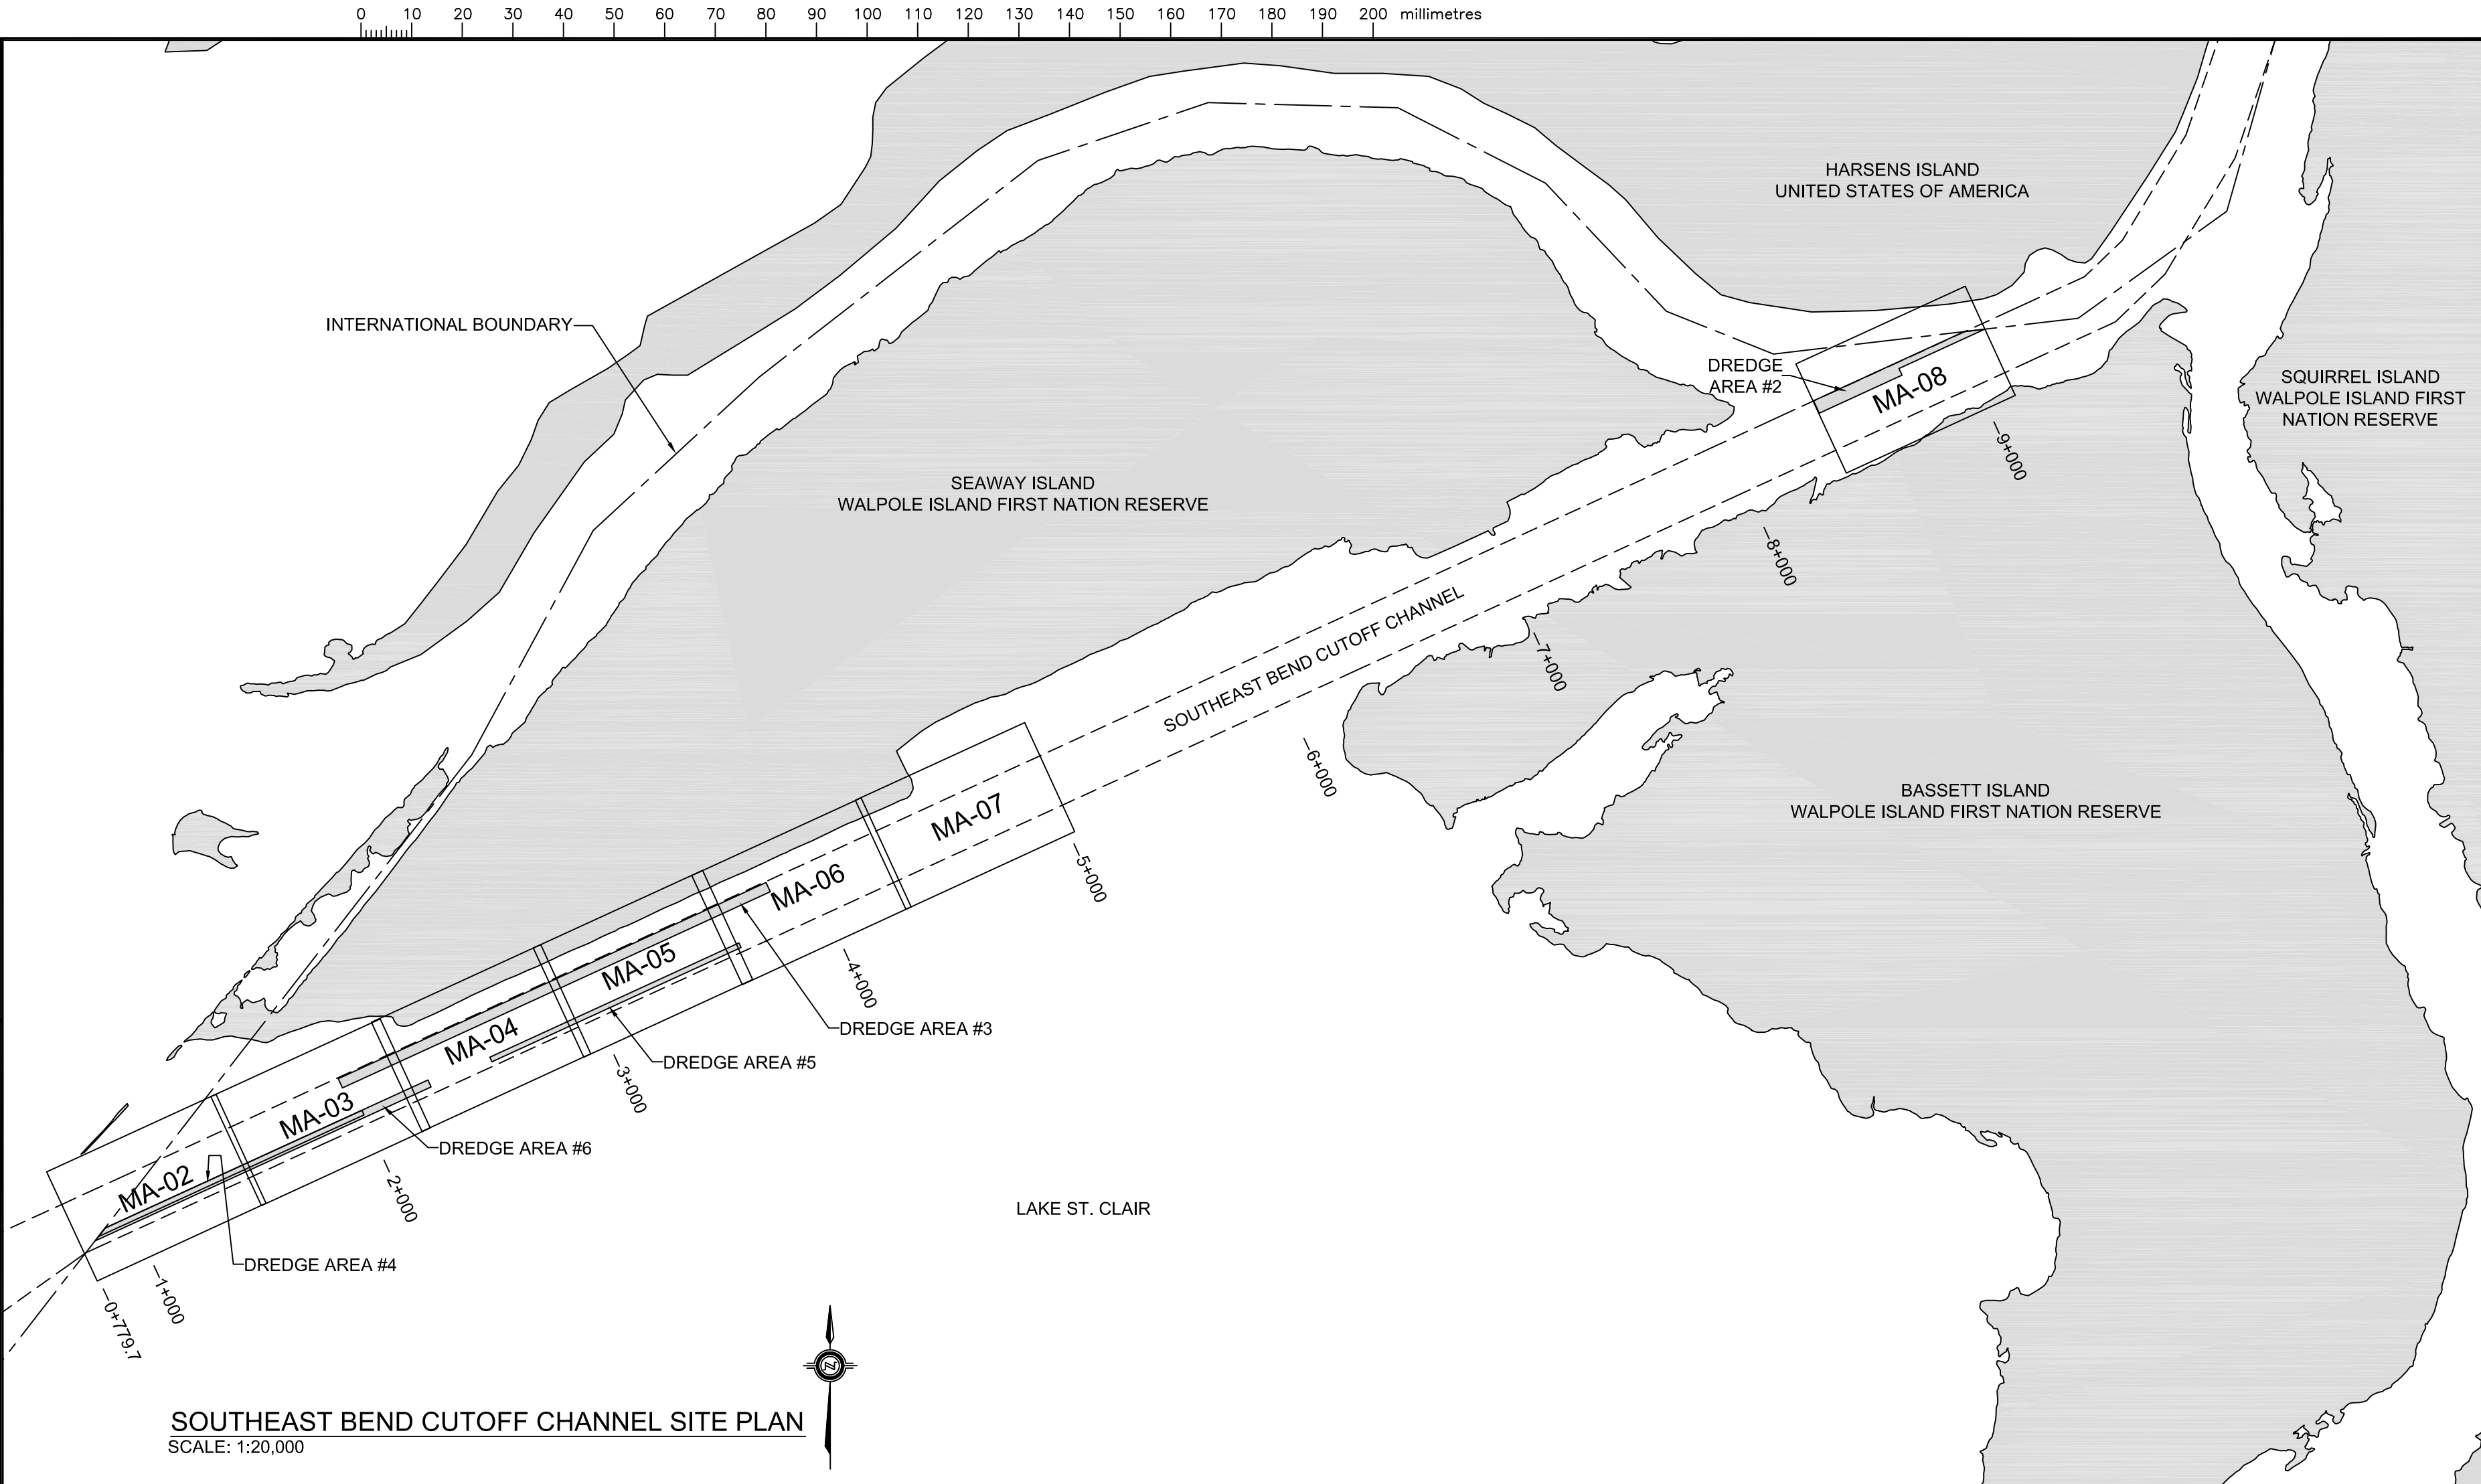 0 10 20 30 40 50 60 70 80 90 100 110 120 130 140 150 160 170 180 190 200 millimetres
HARSENS ISLAND
UNITED STATES OF AMERICA
INTERNATIONAL BOUNDARY
DREDGE
AREA #2
MA-08
SQUIRREL ISLAND
WALPOLE ISLAND FIRST
NATION RESERVE
9+000
SEAWAY ISLAND
WALPOLE ISLAND FIRST NATION RESERVE
8+000
SOUTHEAST BEND CUTOFF CHANNEL
7+000
6+000
BASSETT ISLAND
WALPOLE ISLAND FIRST NATION RESERVE
MA-07
5+000
MA-06
MA-05
4+000
DREDGE AREA #3
MA-04
DREDGE AREA #5
3+000
MA-03
DREDGE AREA #6
MA-02
2+000
LAKE ST. CLAIR
DREDGE AREA #4
1+000
0+779.7
N
SOUTHEAST BEND CUTOFF CHANNEL SITE PLAN
SCALE: 1:20,000